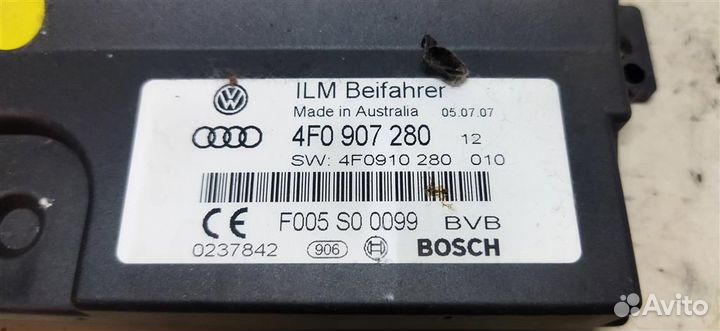 ILM Beifahrer
Made in Australia 05.07.07
4F0 907 280 12
SW: 4F0910 280 010
CE F005 S0 0099 BVB
0237842 906 BOSCH
Avito